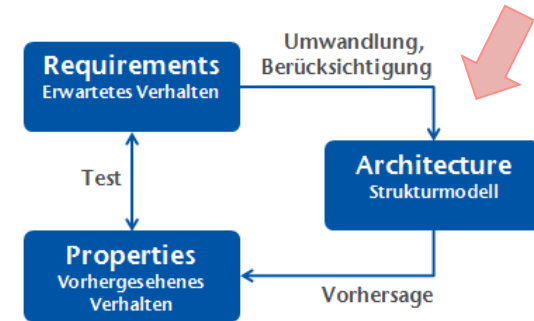 Umwandlung,
Berücksichtigung
Requirements
Erwartetes Verhalten
Architecture
Strukturmodell
Test
Properties
Vorhergesehenes
Verhalten
Vorhersage